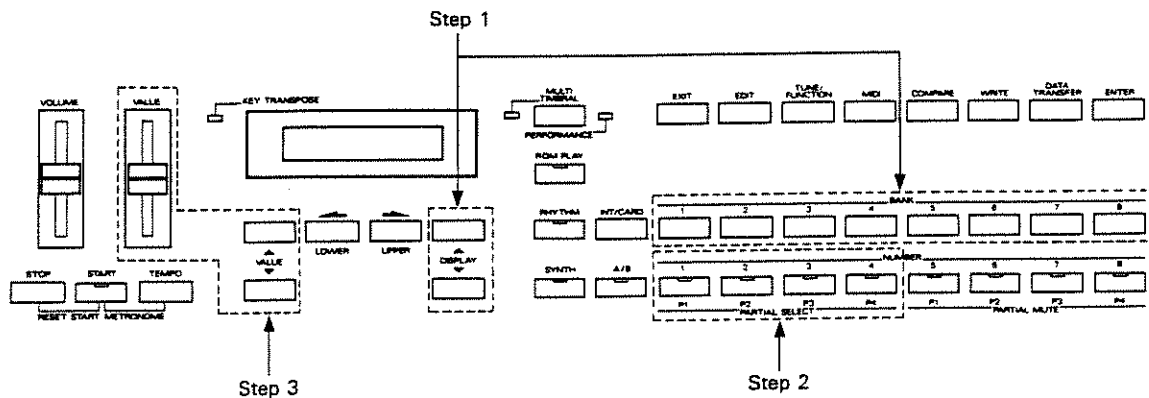 Step 1
VOLUME
VALUE
KEY TRANSPOSE
MULTI TIMBRAL
PERFORMANCE
EXIT
EDIT
TUNE/
FUNCTION
MIDI
COMPARE
WRITE
DATA
TRANSFER
ENTER
ROM PLAY
BANK
RHYTHM
INT/CARD
1 2 3 4 5 6 7 8
VALUE
LOWER
UPPER
DISPLAY
NUMBER
STOP
START
TEMPO
SYNTH
A/B
1 2 3 4 5 6 7 8
RESET START METRONOME
P1 P2 P3 P4 P1 P2 P3 P4
PARTIAL SELECT
PARTIAL MUTE
Step 3
Step 2